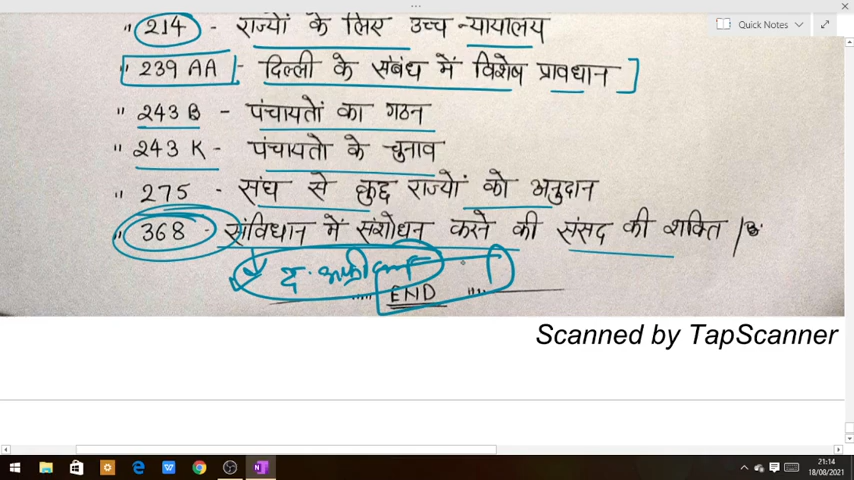 ...
Quick Notes
" 214 - राज्यों के लिए उच्च न्यायालय
" 239 AA - दिल्ली के संबंध में विशेष प्रावधान ]
" 243 B - पंचायतों का गठन
" 243 K - पंचायतो के चुनाव
" 275 - संघ से कुछ राज्यों को अनुदान
" 368 - संविधान में संशोधन करने की संसद की शक्ति
द. अफ्रीका
END
Scanned by TapScanner
21:14
18/08/2021